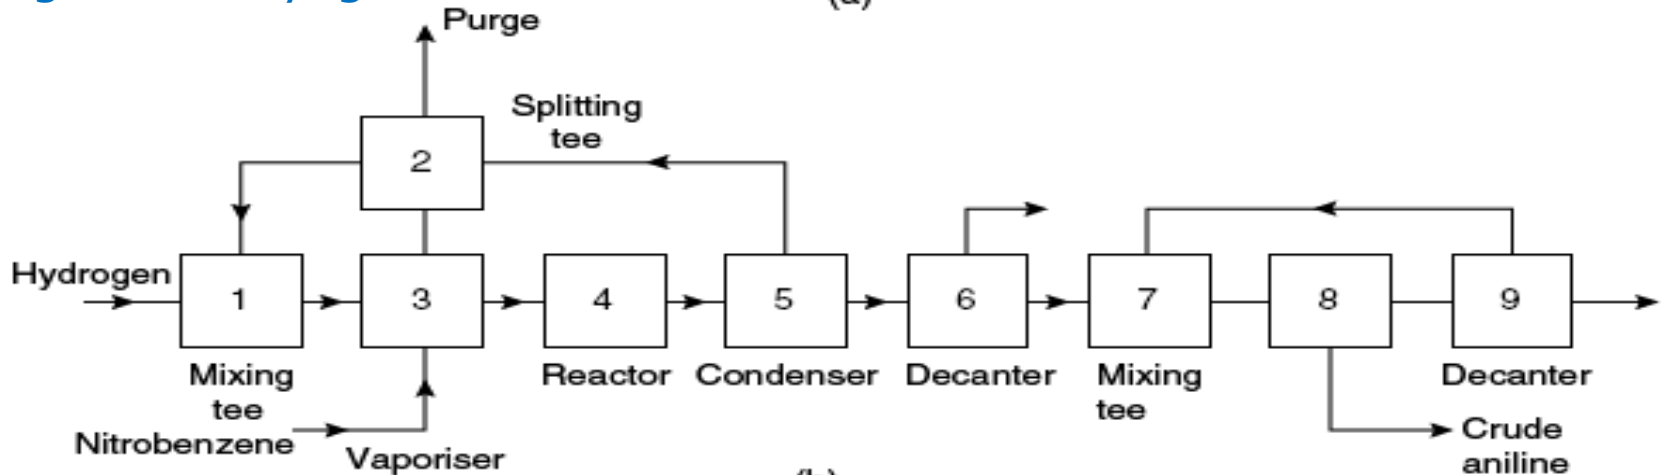 Purge
Splitting
tee
2
Hydrogen
1
3
4
5
6
7
8
9
Mixing
tee
Reactor
Condenser
Decanter
Mixing
tee
Decanter
Nitrobenzene
Vaporiser
Crude
aniline